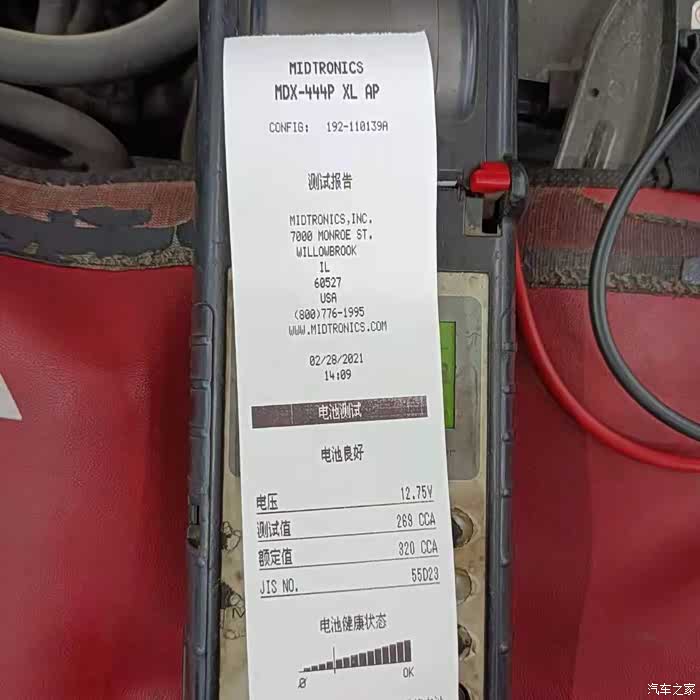 MIDTRONICS
MDX-444P XL AP
CONFIG: 192-110139A
测试报告
MIDTRONICS,INC.
7000 MONROE ST.
WILLOWBROOK
IL
60527
USA
(800)776-1995
WWW.MIDTRONICS.COM
02/28/2021
14:09
电池测试
电池良好
电压 12.75V
测试值 269 CCA
额定值 320 CCA
JIS NO. 55D23
电池健康状态
0 OK
汽车之家